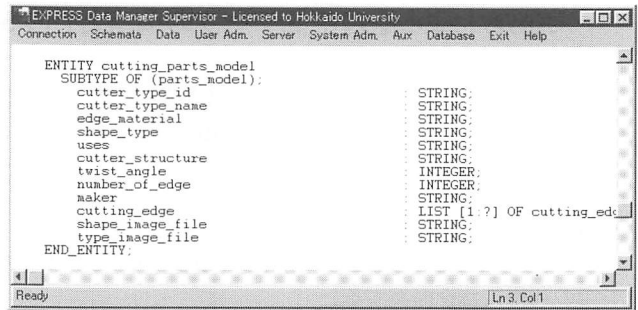 EXPRESS Data Manager Supervisor - Licensed to Hokkaido University
Connection Schemata Data User Adm. Server System Adm. Aux Database Exit Help
ENTITY cutting_parts_model
SUBTYPE OF (parts_model);
cutter_type_id : STRING;
cutter_type_name : STRING;
edge_material : STRING;
shape_type : STRING;
uses : STRING;
cutter_structure : STRING;
twist_angle : INTEGER;
number_of_edge : INTEGER;
maker : STRING;
cutting_edge : LIST [1:?] OF cutting_edg
shape_image_file : STRING;
type_image_file : STRING;
END_ENTITY;
Ready Ln 3, Col 1